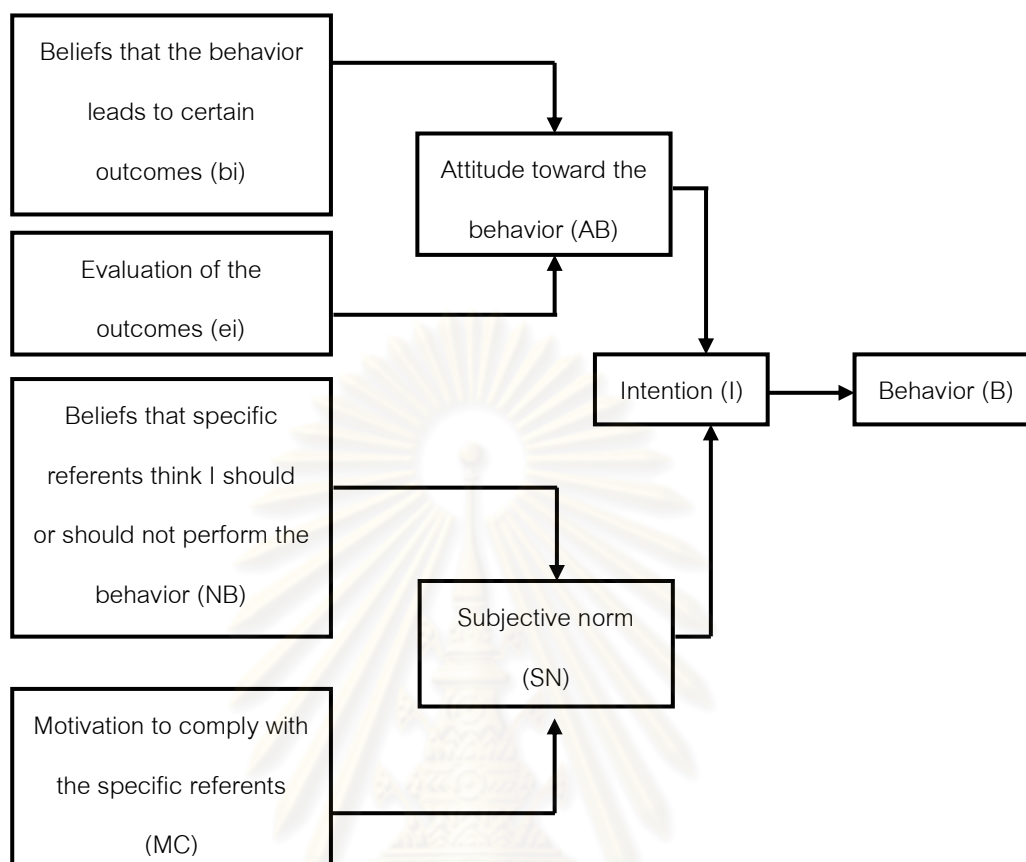 Beliefs that the behavior
leads to certain
outcomes (bi)
Attitude toward the
behavior (AB)
Evaluation of the
outcomes (ei)
Intention (I)
Behavior (B)
Beliefs that specific
referents think I should
or should not perform the
behavior (NB)
Subjective norm
(SN)
Motivation to comply with
the specific referents
(MC)